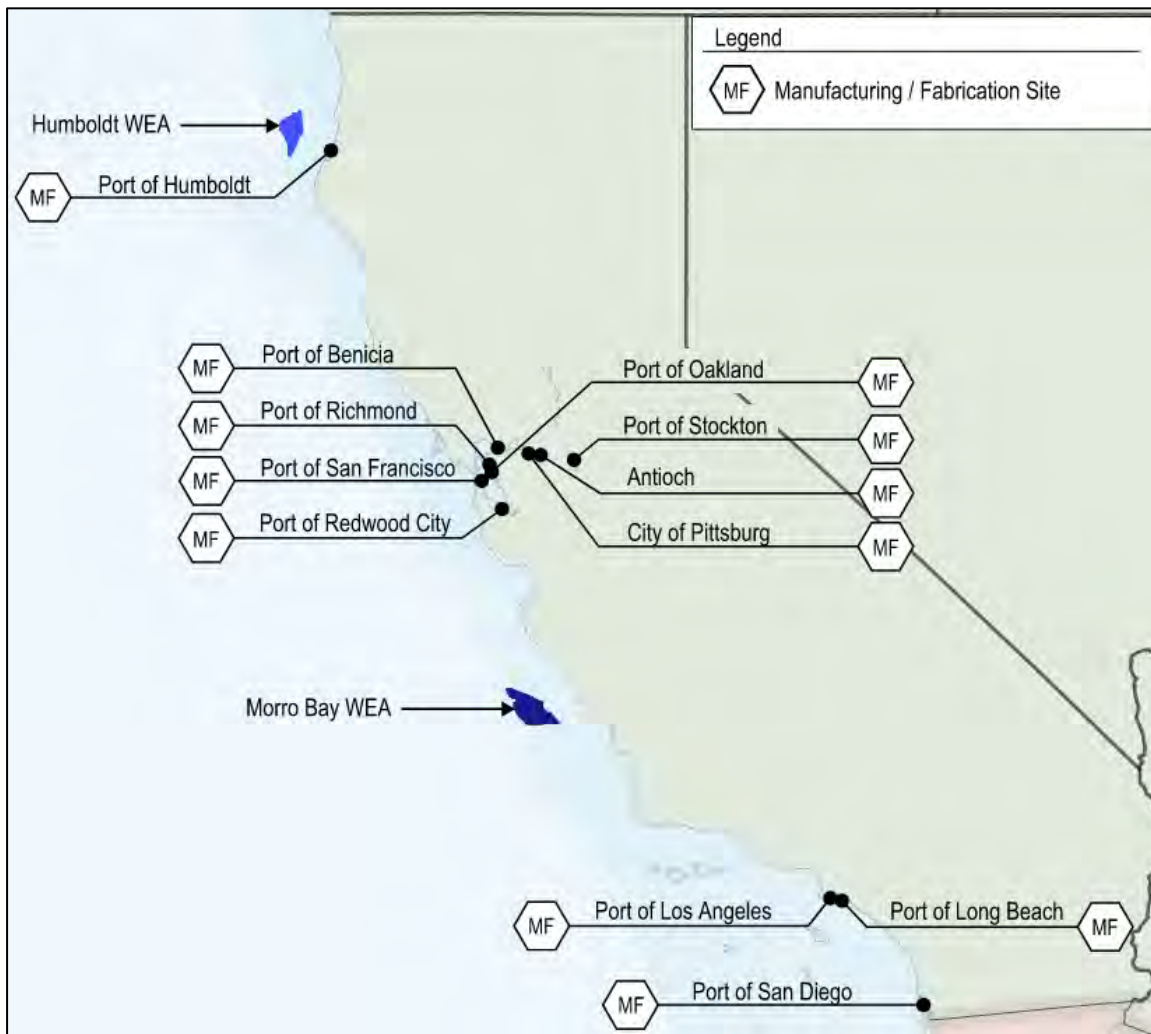 Legend
MF Manufacturing / Fabrication Site
Humboldt WEA
Port of Humboldt
MF
MF Port of Benicia
Port of Oakland MF
MF Port of Richmond
Port of Stockton MF
MF Port of San Francisco
Antioch MF
MF Port of Redwood City
City of Pittsburg MF
Morro Bay WEA
MF Port of Los Angeles
Port of Long Beach MF
MF Port of San Diego